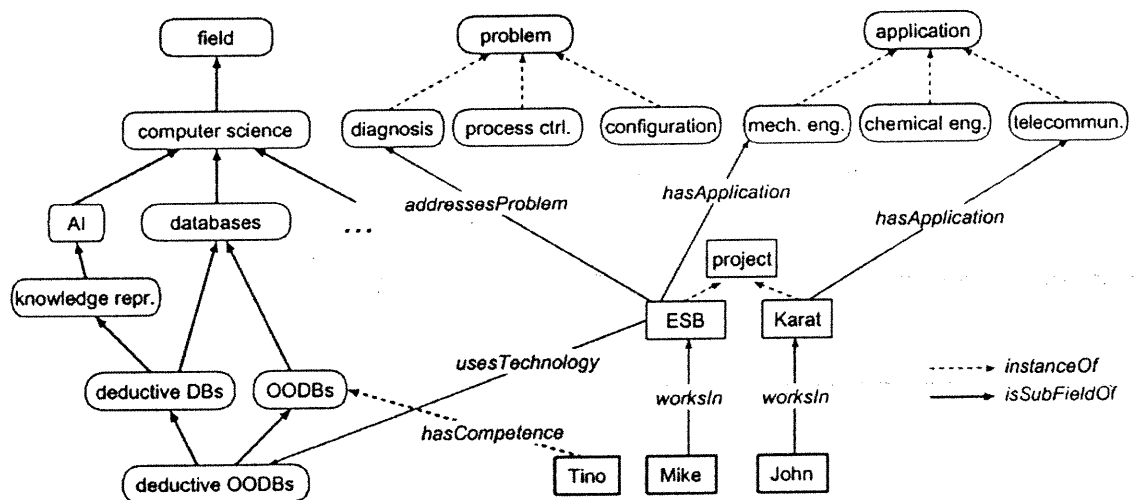 field
problem
application
computer science
diagnosis
process ctrl.
configuration
mech. eng.
chemical eng.
telecommun.
addressesProblem
hasApplication
hasApplication
AI
databases
...
project
knowledge repr.
ESB
Karat
usesTechnology
instanceOf
deductive DBs
OODBs
worksIn
worksIn
isSubFieldOf
hasCompetence
deductive OODBs
Tino
Mike
John